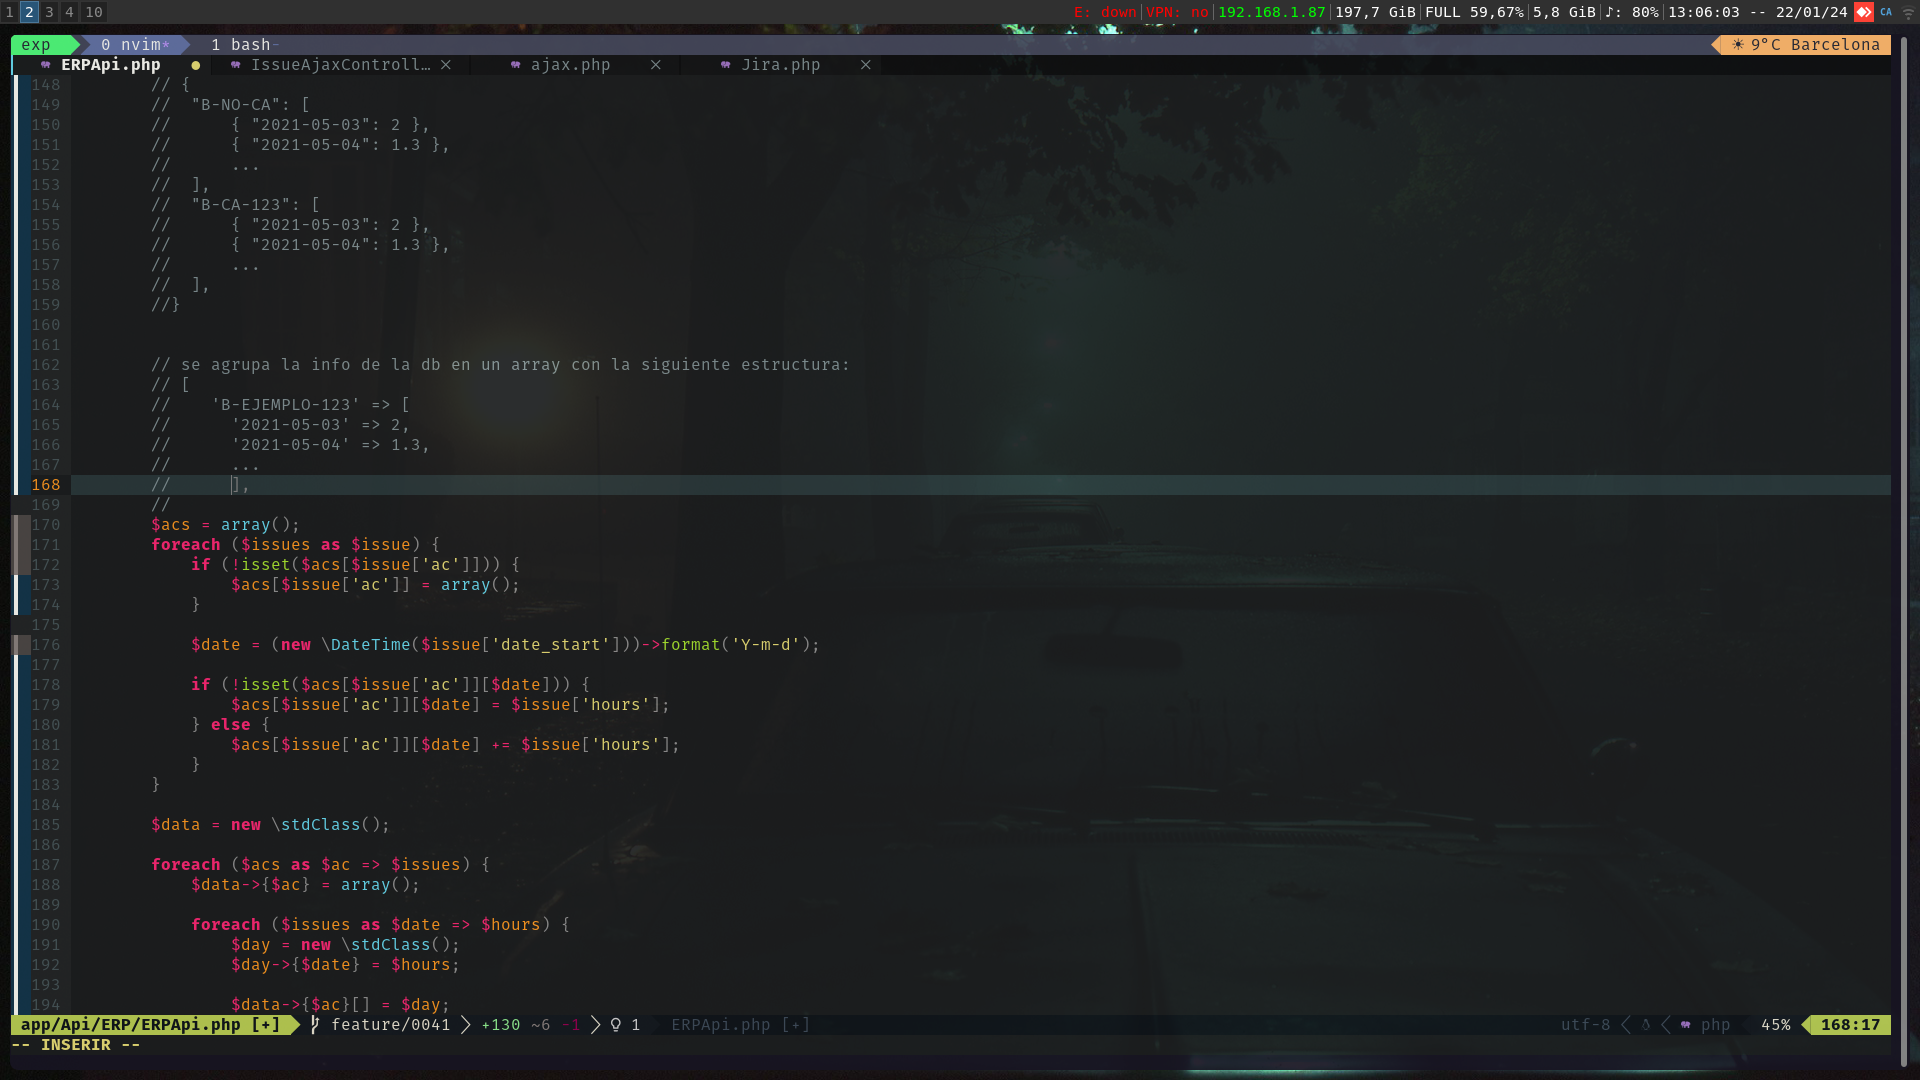 1 2 3 4 10 E: down|VPN: no|192.168.1.87|197,7 GiB|FULL 59,67%|5,8 GiB|♪: 80%|13:06:03 -- 22/01/24 CA
exp 0 nvim* 1 bash- ☀ 9°C Barcelona
ERPApi.php ● IssueAjaxControll… ✕ ajax.php ✕ Jira.php ✕
148 // {
149 //  "B-NO-CA": [
150 //      { "2021-05-03": 2 },
151 //      { "2021-05-04": 1.3 },
152 //      ...
153 //  ],
154 //  "B-CA-123": [
155 //      { "2021-05-03": 2 },
156 //      { "2021-05-04": 1.3 },
157 //      ...
158 //  ],
159 //}
160
161
162 // se agrupa la info de la db en un array con la siguiente estructura:
163 // [
164 //    'B-EJEMPLO-123' => [
165 //      '2021-05-03' => 2,
166 //      '2021-05-04' => 1.3,
167 //      ...
168 //      ],
169 //
170 $acs = array();
171 foreach ($issues as $issue) {
172     if (!isset($acs[$issue['ac']])) {
173         $acs[$issue['ac']] = array();
174     }
175
176     $date = (new \DateTime($issue['date_start']))->format('Y-m-d');
177
178     if (!isset($acs[$issue['ac']][$date])) {
179         $acs[$issue['ac']][$date] = $issue['hours'];
180     } else {
181         $acs[$issue['ac']][$date] += $issue['hours'];
182     }
183 }
184
185 $data = new \stdClass();
186
187 foreach ($acs as $ac => $issues) {
188     $data->{$ac} = array();
189
190     foreach ($issues as $date => $hours) {
191         $day = new \stdClass();
192         $day->{$date} = $hours;
193
194         $data->{$ac}[] = $day;
app/Api/ERP/ERPApi.php [+] feature/0041 +130 ~6 -1 1 ERPApi.php [+] utf-8 php 45% 168:17
-- INSERIR --